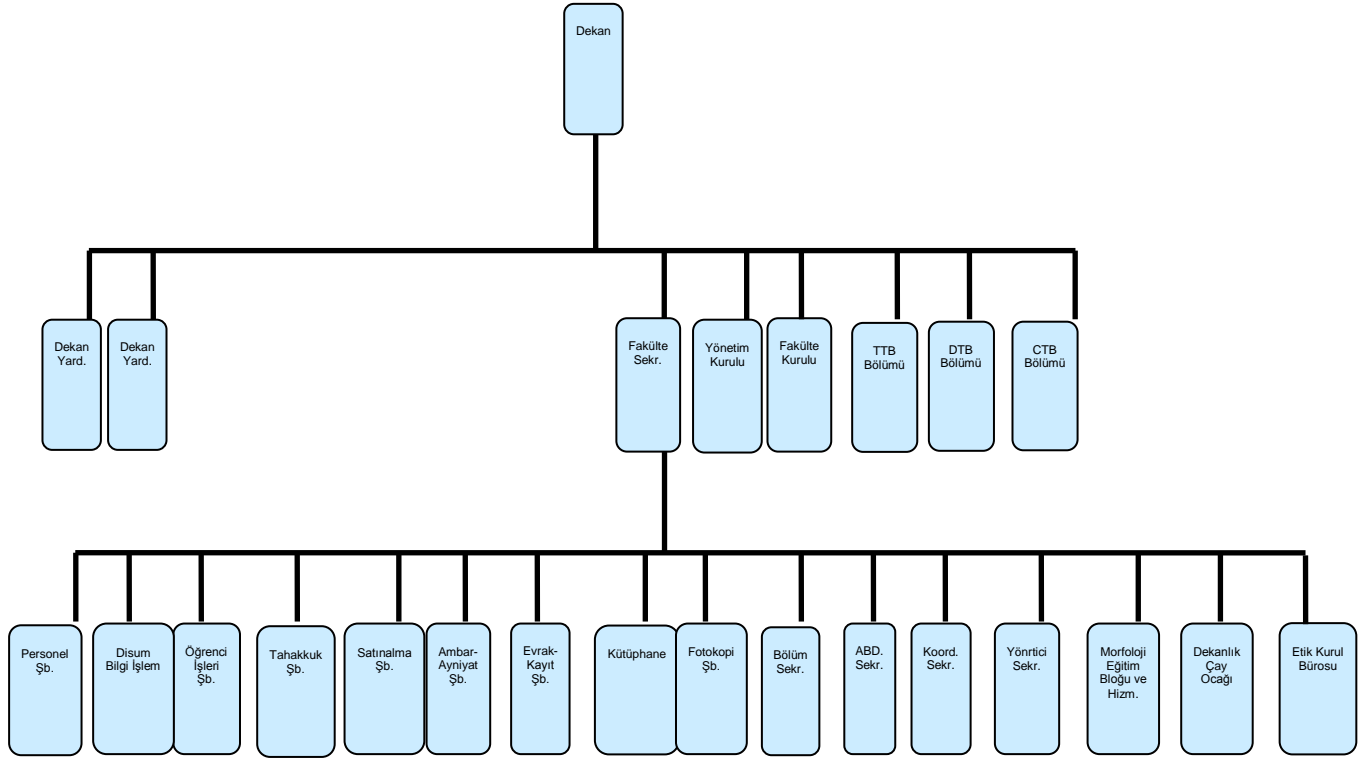 Dekan
Dekan
Yard.
Dekan
Yard.
Fakülte
Sekr.
Yönetim
Kurulu
Fakülte
Kurulu
TTB
Bölümü
DTB
Bölümü
CTB
Bölümü
Personel
Şb.
Disum
Bilgi İşlem
Öğrenci
İşleri
Şb.
Tahakkuk
Şb.
Satınalma
Şb.
Ambar-
Ayniyat
Şb.
Evrak-
Kayıt
Şb.
Kütüphane
Fotokopi
Şb.
Bölüm
Sekr.
ABD.
Sekr.
Koord.
Sekr.
Yönrtici
Sekr.
Morfoloji
Eğitim
Bloğu ve
Hizm.
Dekanlık
Çay
Ocağı
Etik Kurul
Bürosu